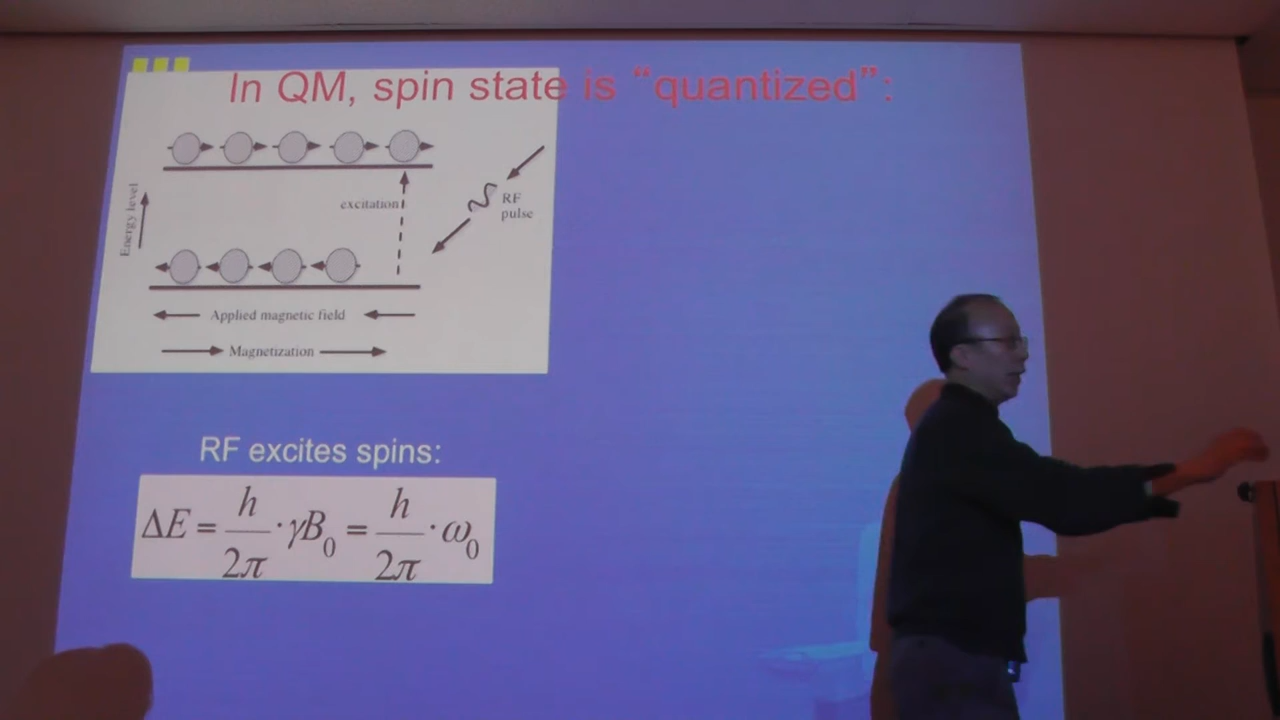 In QM, spin state is “quantized”:
Energy level
excitation
RF
pulse
Applied magnetic field
Magnetization
RF excites spins:
ΔE = h/2π · γB₀ = h/2π · ω₀